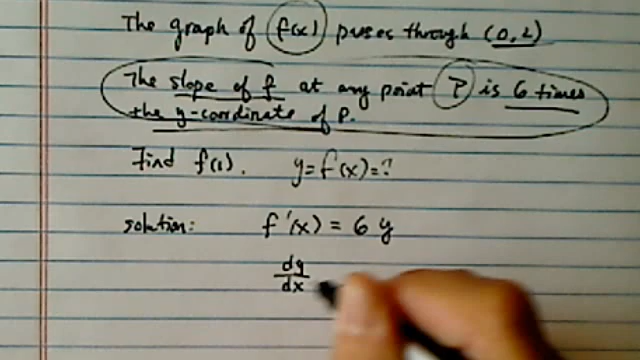 The graph of f(x) passes through (0,2)
The slope of f at any point P is 6 times
the y-coordinate of P.
Find f(1). y=f(x)=?
solution: f'(x) = 6 y
dy
dx